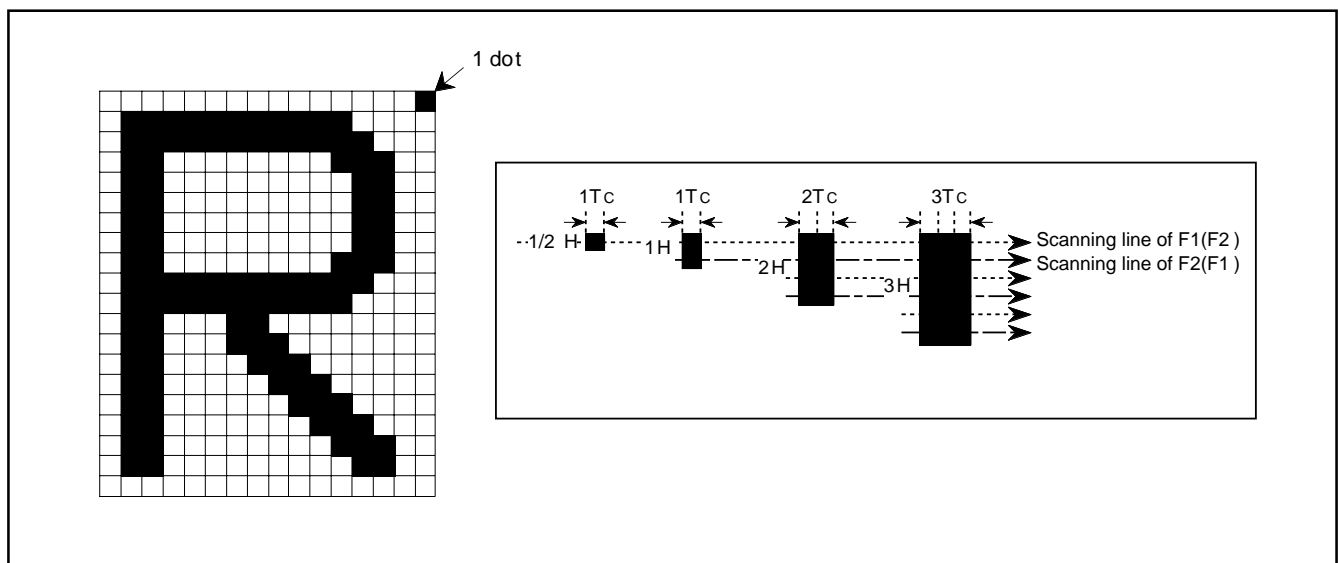 1 dot
1TC 1TC 2TC 3TC
1/2 H 1H Scanning line of F1(F2)
2H Scanning line of F2(F1)
3H